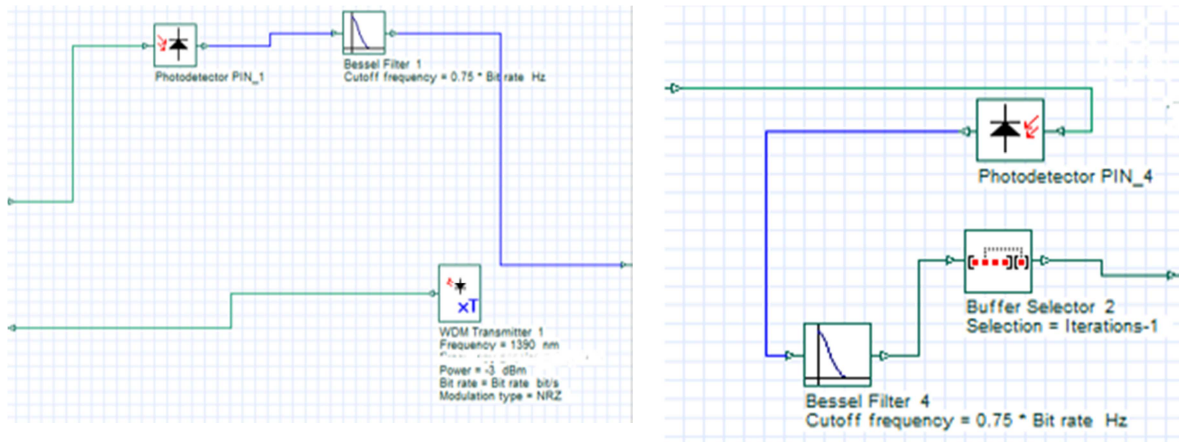 Photodetector PIN_1
Bessel Filter 1
Cutoff frequency = 0.75 * Bit rate Hz
xT
WDM Transmitter 1
Frequency = 1390 nm
Power = -3 dBm
Bit rate = Bit rate bit/s
Modulation type = NRZ
Photodetector PIN_4
Buffer Selector 2
Selection = Iterations-1
Bessel Filter 4
Cutoff frequency = 0.75 * Bit rate Hz